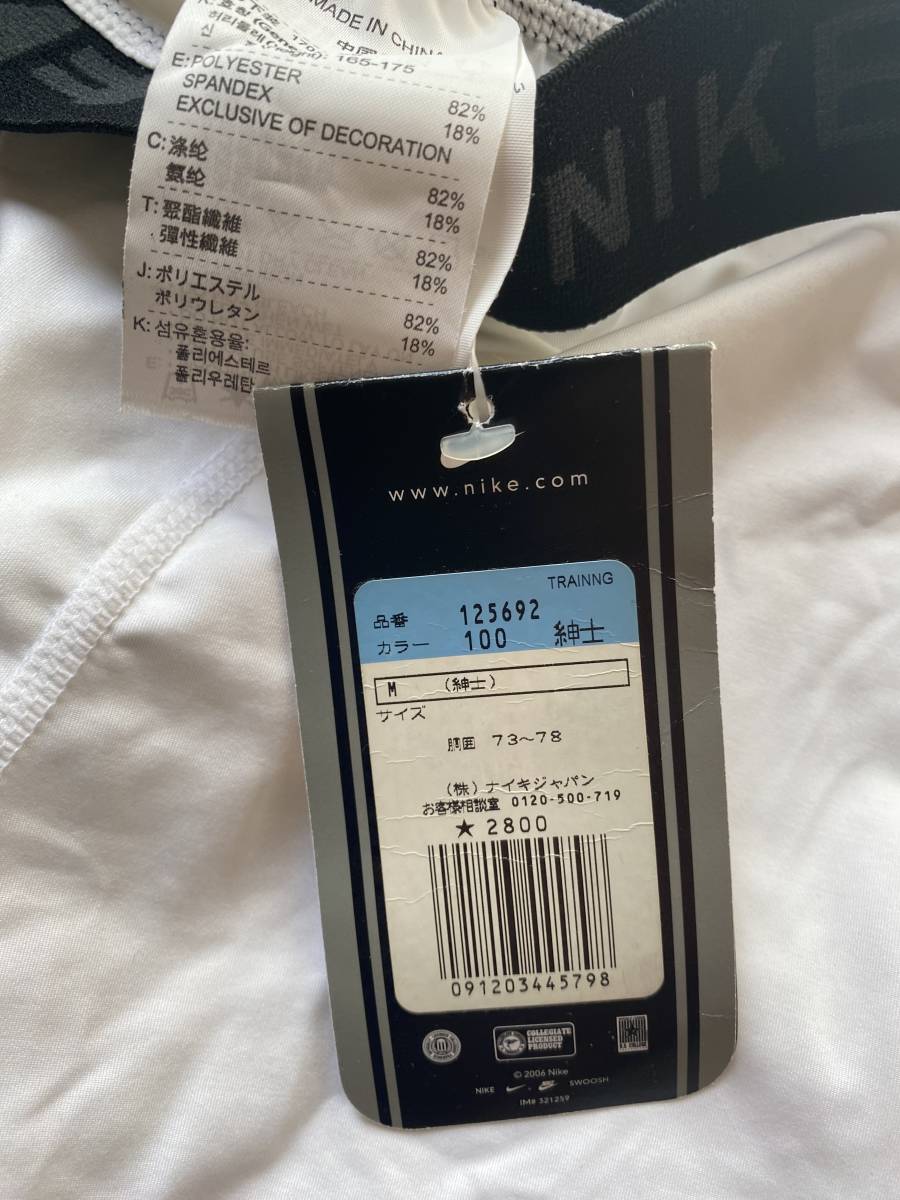 MADE IN CHINA
中国
165-175
E: POLYESTER 82%
SPANDEX 18%
EXCLUSIVE OF DECORATION
C: 涤纶 82%
氨纶 18%
T: 聚酯纖維 82%
彈性纖維 18%
J: ポリエステル 82%
ポリウレタン 18%
K: 섬유혼용율:
폴리에스테르
폴리우레탄
NIKE
www.nike.com
TRAINNG
品番 125692
カラー 100 紳士
M (紳士)
サイズ
胴囲 73～78
(株) ナイキジャパン
お客様相談室 0120-500-719
★ 2800
091203445798
COLLEGIATE
LICENSED
PRODUCT
© 2006 Nike
NIKE SWOOSH
IM# 321259